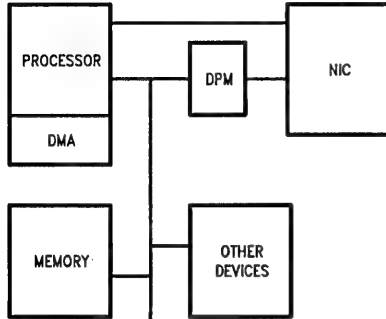 PROCESSOR
DPM
NIC
DMA
MEMORY
OTHER
DEVICES